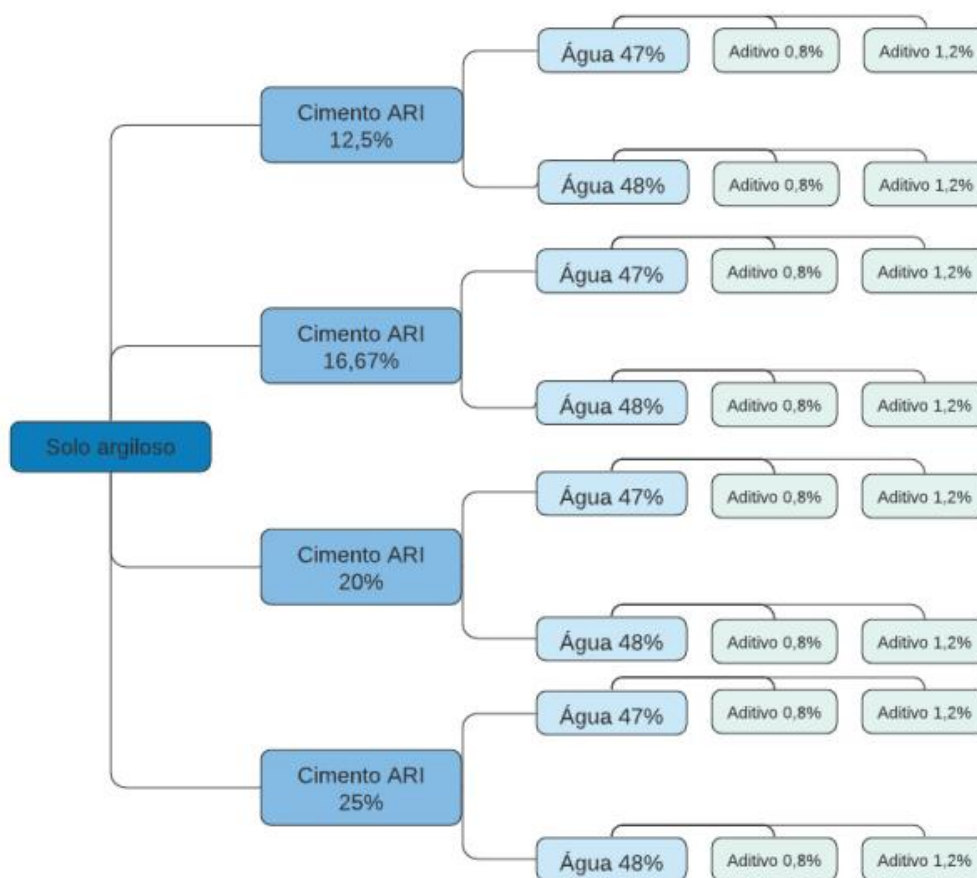 Água 47%
Aditivo 0,8%
Aditivo 1,2%
Cimento ARI
12,5%
Água 48%
Aditivo 0,8%
Aditivo 1,2%
Água 47%
Aditivo 0,8%
Aditivo 1,2%
Cimento ARI
16,67%
Água 48%
Aditivo 0,8%
Aditivo 1,2%
Solo argiloso
Água 47%
Aditivo 0,8%
Aditivo 1,2%
Cimento ARI
20%
Água 48%
Aditivo 0,8%
Aditivo 1,2%
Água 47%
Aditivo 0,8%
Aditivo 1,2%
Cimento ARI
25%
Água 48%
Aditivo 0,8%
Aditivo 1,2%